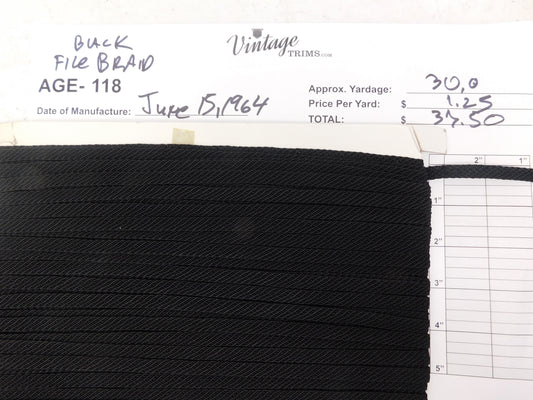 BLACK
FILE BRAID
AGE- 118
Date of Manufacture: June 15, 1964
Vintage
TRIMS.COM
Approx. Yardage: 30.0
Price Per Yard: $ 1.25
TOTAL: $ 37.50
2" 1"
1"
2"
3"
4"
5"